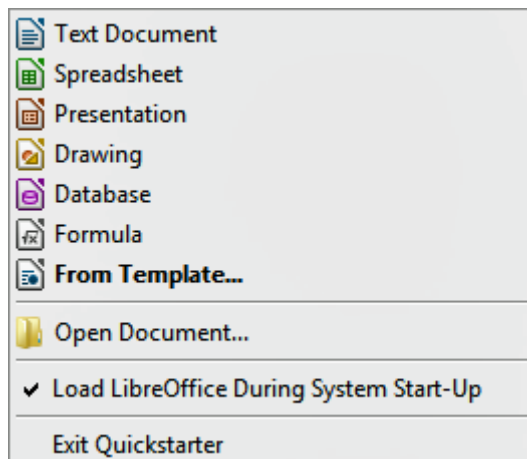 Text Document
Spreadsheet
Presentation
Drawing
Database
Formula
From Template...
Open Document...
Load LibreOffice During System Start-Up
Exit Quickstarter